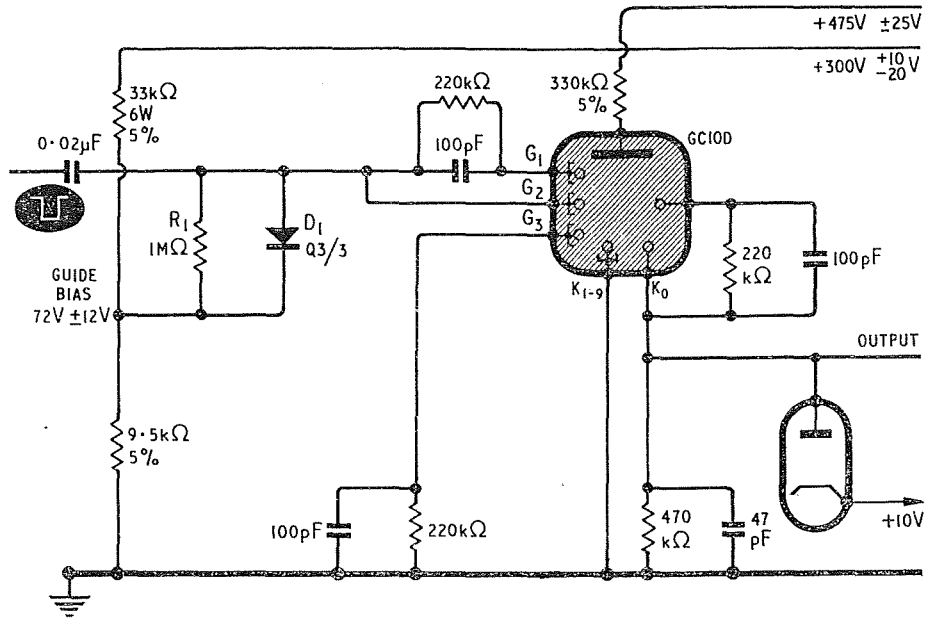 +475V ±25V
+300V +10 -20 V
33kΩ
6W
5%
220kΩ
330kΩ
5%
GC10D
0·02μF
100pF
G1
G2
G3
R1
1MΩ
D1
Q3/3
220
kΩ
100pF
K1-9
K0
GUIDE
BIAS
72V ±12V
OUTPUT
9·5kΩ
5%
100pF
220kΩ
470
kΩ
47
pF
+10V